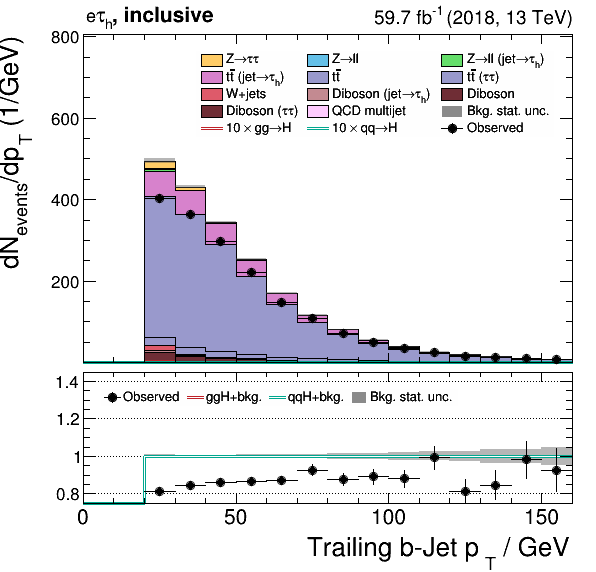 eτh, inclusive 59.7 fb-1 (2018, 13 TeV)
dNevents/dpT (1/GeV)
800
600
400
200
Z→ττ Z→ll Z→ll (jet→τh)
tt̄ (jet→τh) tt̄ tt̄ (ττ)
W+jets Diboson (jet→τh) Diboson
Diboson (ττ) QCD multijet Bkg. stat. unc.
10 × gg→H 10 × qq→H Observed
1.4
1.2
1
0.8
Observed ggH+bkg. qqH+bkg. Bkg. stat. unc.
0 50 100 150
Trailing b-Jet pT / GeV